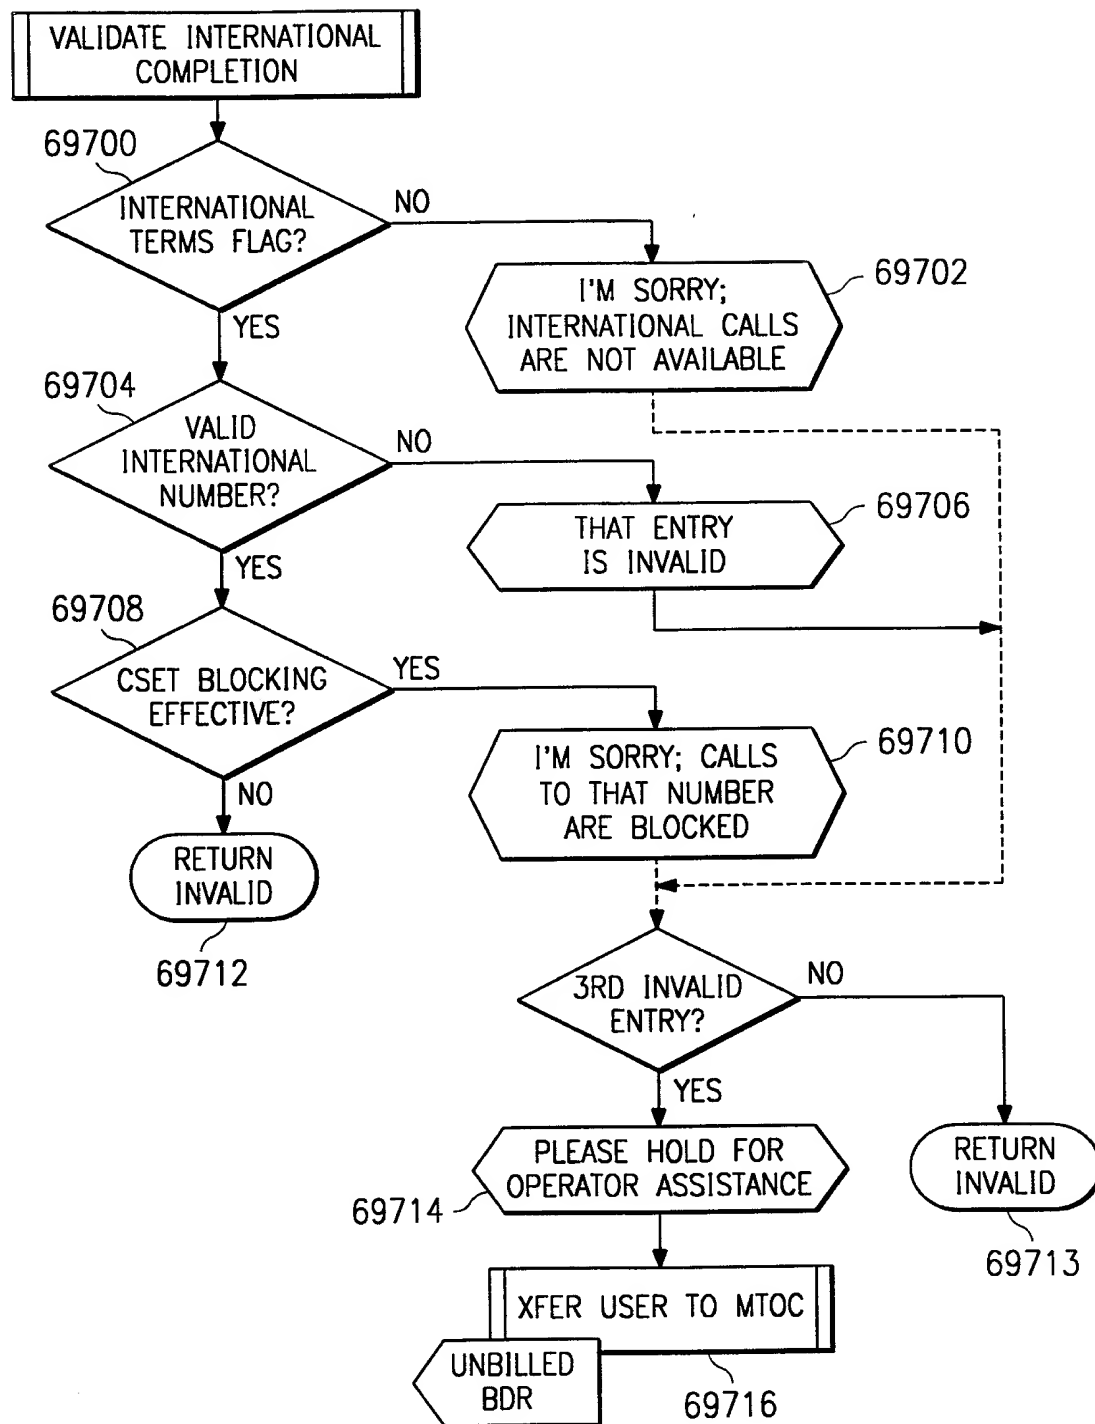 VALIDATE INTERNATIONAL
COMPLETION
69700
INTERNATIONAL
TERMS FLAG?
NO
YES
I'M SORRY;
INTERNATIONAL CALLS
ARE NOT AVAILABLE
69702
69704
VALID
INTERNATIONAL
NUMBER?
NO
YES
THAT ENTRY
IS INVALID
69706
69708
CSET BLOCKING
EFFECTIVE?
YES
NO
I'M SORRY; CALLS
TO THAT NUMBER
ARE BLOCKED
69710
RETURN
INVALID
69712
3RD INVALID
ENTRY?
NO
YES
PLEASE HOLD FOR
OPERATOR ASSISTANCE
69714
RETURN
INVALID
69713
XFER USER TO MTOC
UNBILLED
BDR
69716